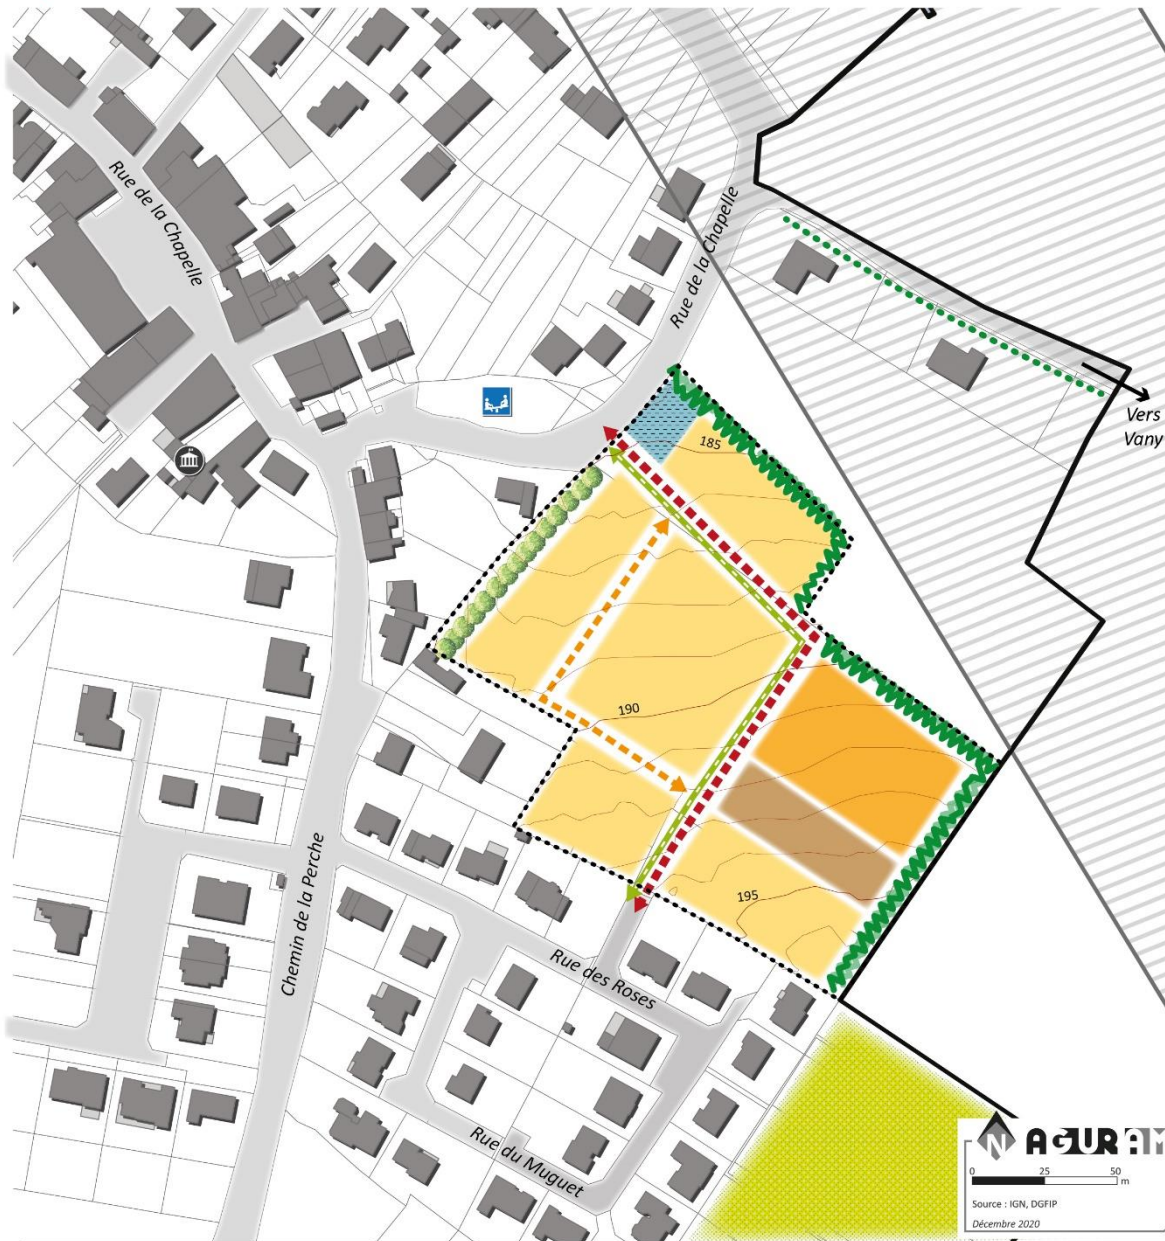 Rue de la Chapelle
Rue de la Chapelle
Vers
Vany
185
190
195
Chemin de la Perche
Rue des Roses
Rue du Muguet
N
AGURAM
0 25 50
m
Source : IGN, DGFIP
Décembre 2020